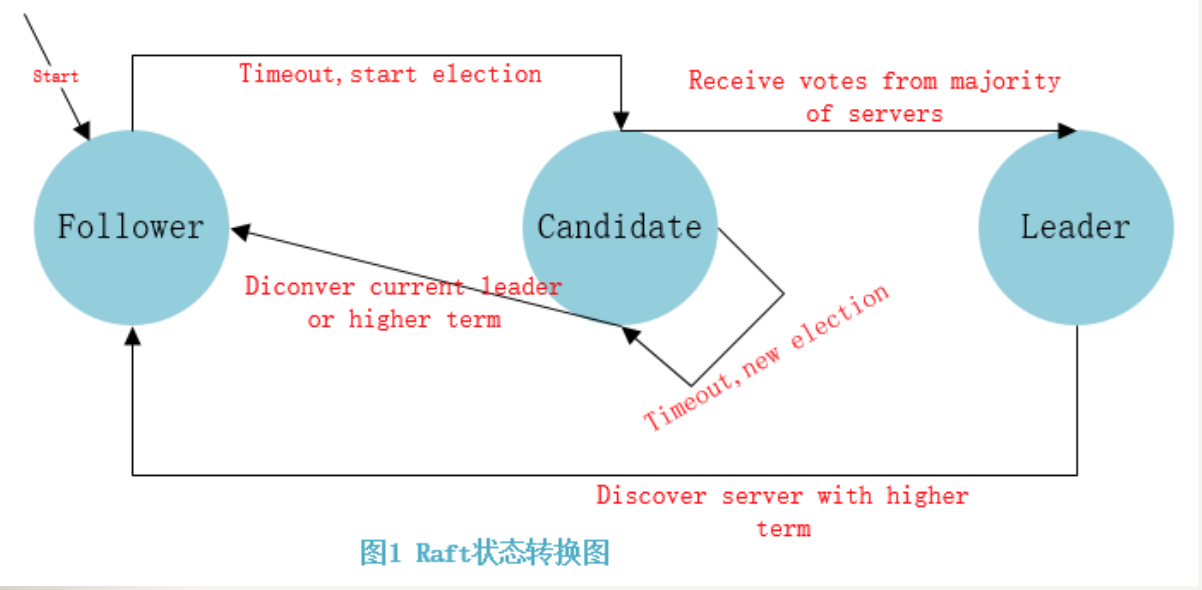 Start
Timeout,start election
Receive votes from majority
of servers
Follower
Candidate
Leader
Diconver current leader
or higher term
Timeout,new election
Discover server with higher
term
图1 Raft状态转换图